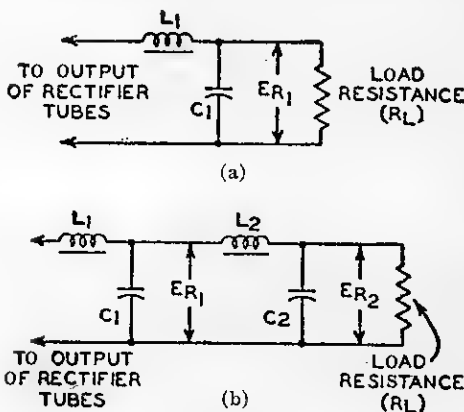 L1
TO OUTPUT
OF RECTIFIER
TUBES
C1
ER1
LOAD
RESISTANCE
(RL)
(a)
L1
L2
C1
ER1
C2
ER2
TO OUTPUT
OF RECTIFIER
TUBES
LOAD
RESISTANCE
(RL)
(b)